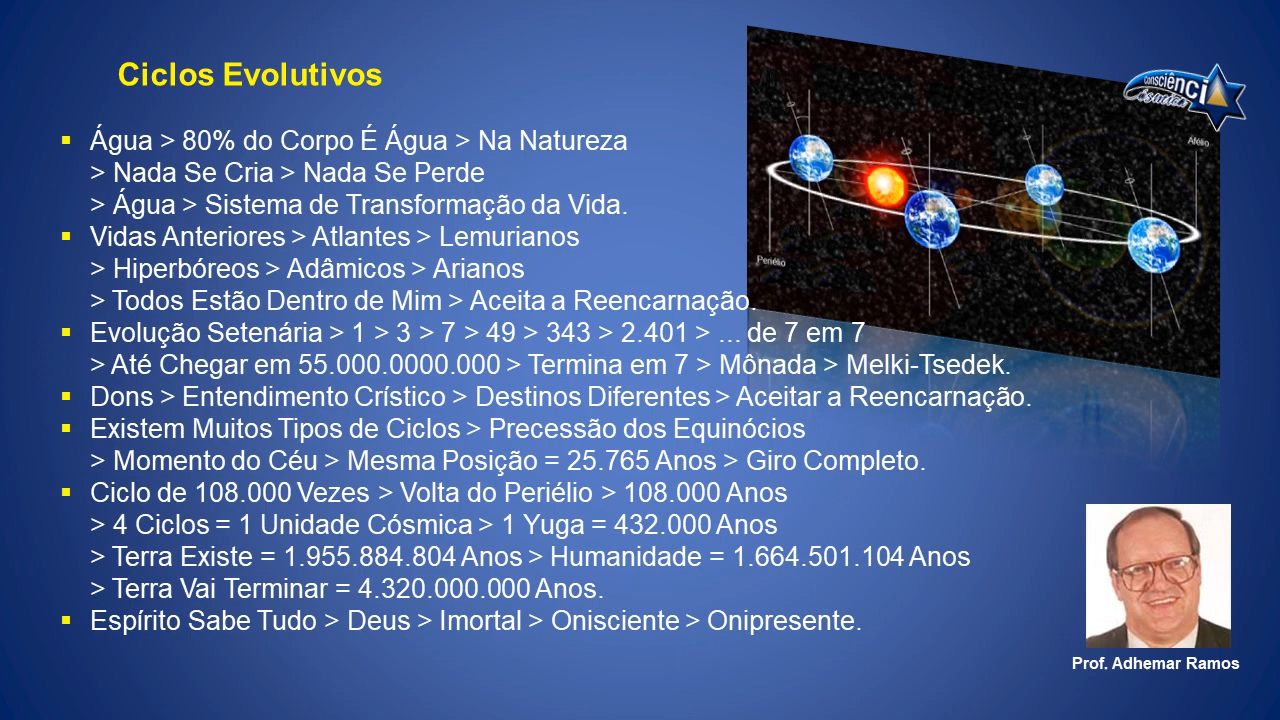 Ciclos Evolutivos
▪ Água > 80% do Corpo É Água > Na Natureza
> Nada Se Cria > Nada Se Perde
> Água > Sistema de Transformação da Vida.
▪ Vidas Anteriores > Atlantes > Lemurianos
> Hiperbóreos > Adâmicos > Arianos
> Todos Estão Dentro de Mim > Aceita a Reencarnação.
▪ Evolução Setenária > 1 > 3 > 7 > 49 > 343 > 2.401 > ... de 7 em 7
> Até Chegar em 55.000.0000.000 > Termina em 7 > Mônada > Melki-Tsedek.
▪ Dons > Entendimento Crístico > Destinos Diferentes > Aceitar a Reencarnação.
▪ Existem Muitos Tipos de Ciclos > Precessão dos Equinócios
> Momento do Céu > Mesma Posição = 25.765 Anos > Giro Completo.
▪ Ciclo de 108.000 Vezes > Volta do Periélio > 108.000 Anos
> 4 Ciclos = 1 Unidade Cósmica > 1 Yuga = 432.000 Anos
> Terra Existe = 1.955.884.804 Anos > Humanidade = 1.664.501.104 Anos
> Terra Vai Terminar = 4.320.000.000 Anos.
▪ Espírito Sabe Tudo > Deus > Imortal > Onisciente > Onipresente.
Consciência
Cósmica
Afélio
Periélio
Prof. Adhemar Ramos